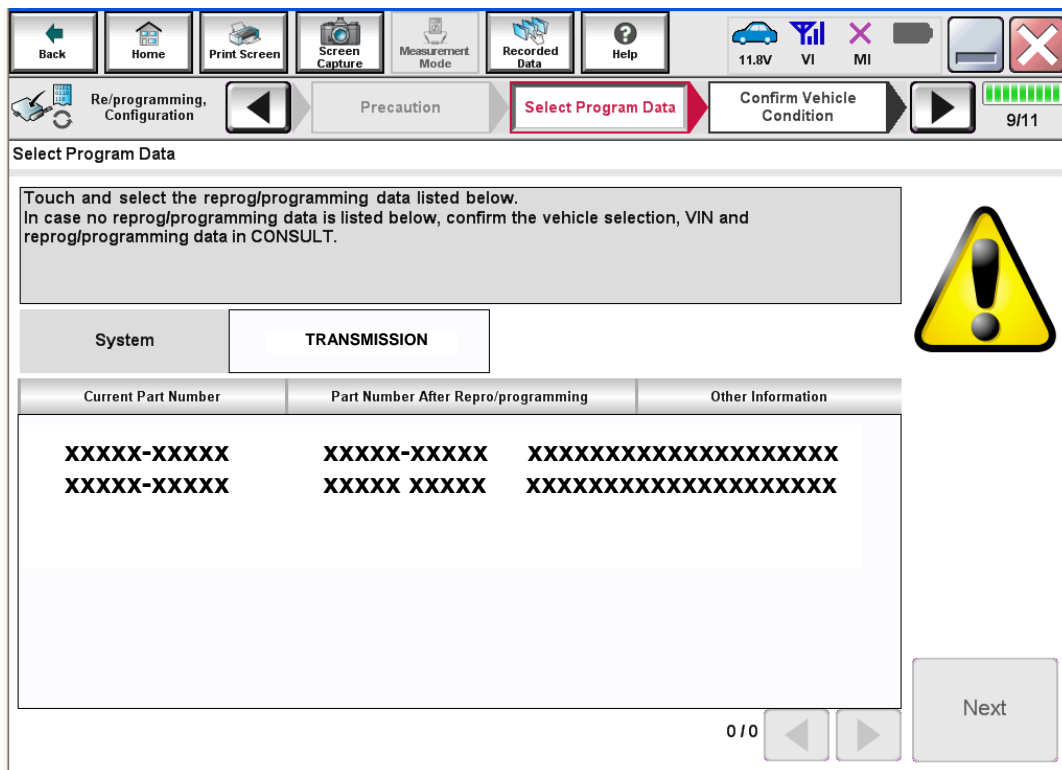 Back
Home
Print Screen
Screen
Capture
Measurement
Mode
Recorded
Data
Help
11.8V
VI
MI
Re/programming,
Configuration
Precaution
Select Program Data
Confirm Vehicle
Condition
9/11
Select Program Data
Touch and select the reprog/programming data listed below.
In case no reprog/programming data is listed below, confirm the vehicle selection, VIN and
reprog/programming data in CONSULT.
System
TRANSMISSION
Current Part Number
Part Number After Repro/programming
Other Information
XXXXX-XXXXX XXXXX-XXXXX XXXXXXXXXXXXXXXXXXXX
XXXXX-XXXXX XXXXX XXXXX XXXXXXXXXXXXXXXXXXXX
Next
0/0